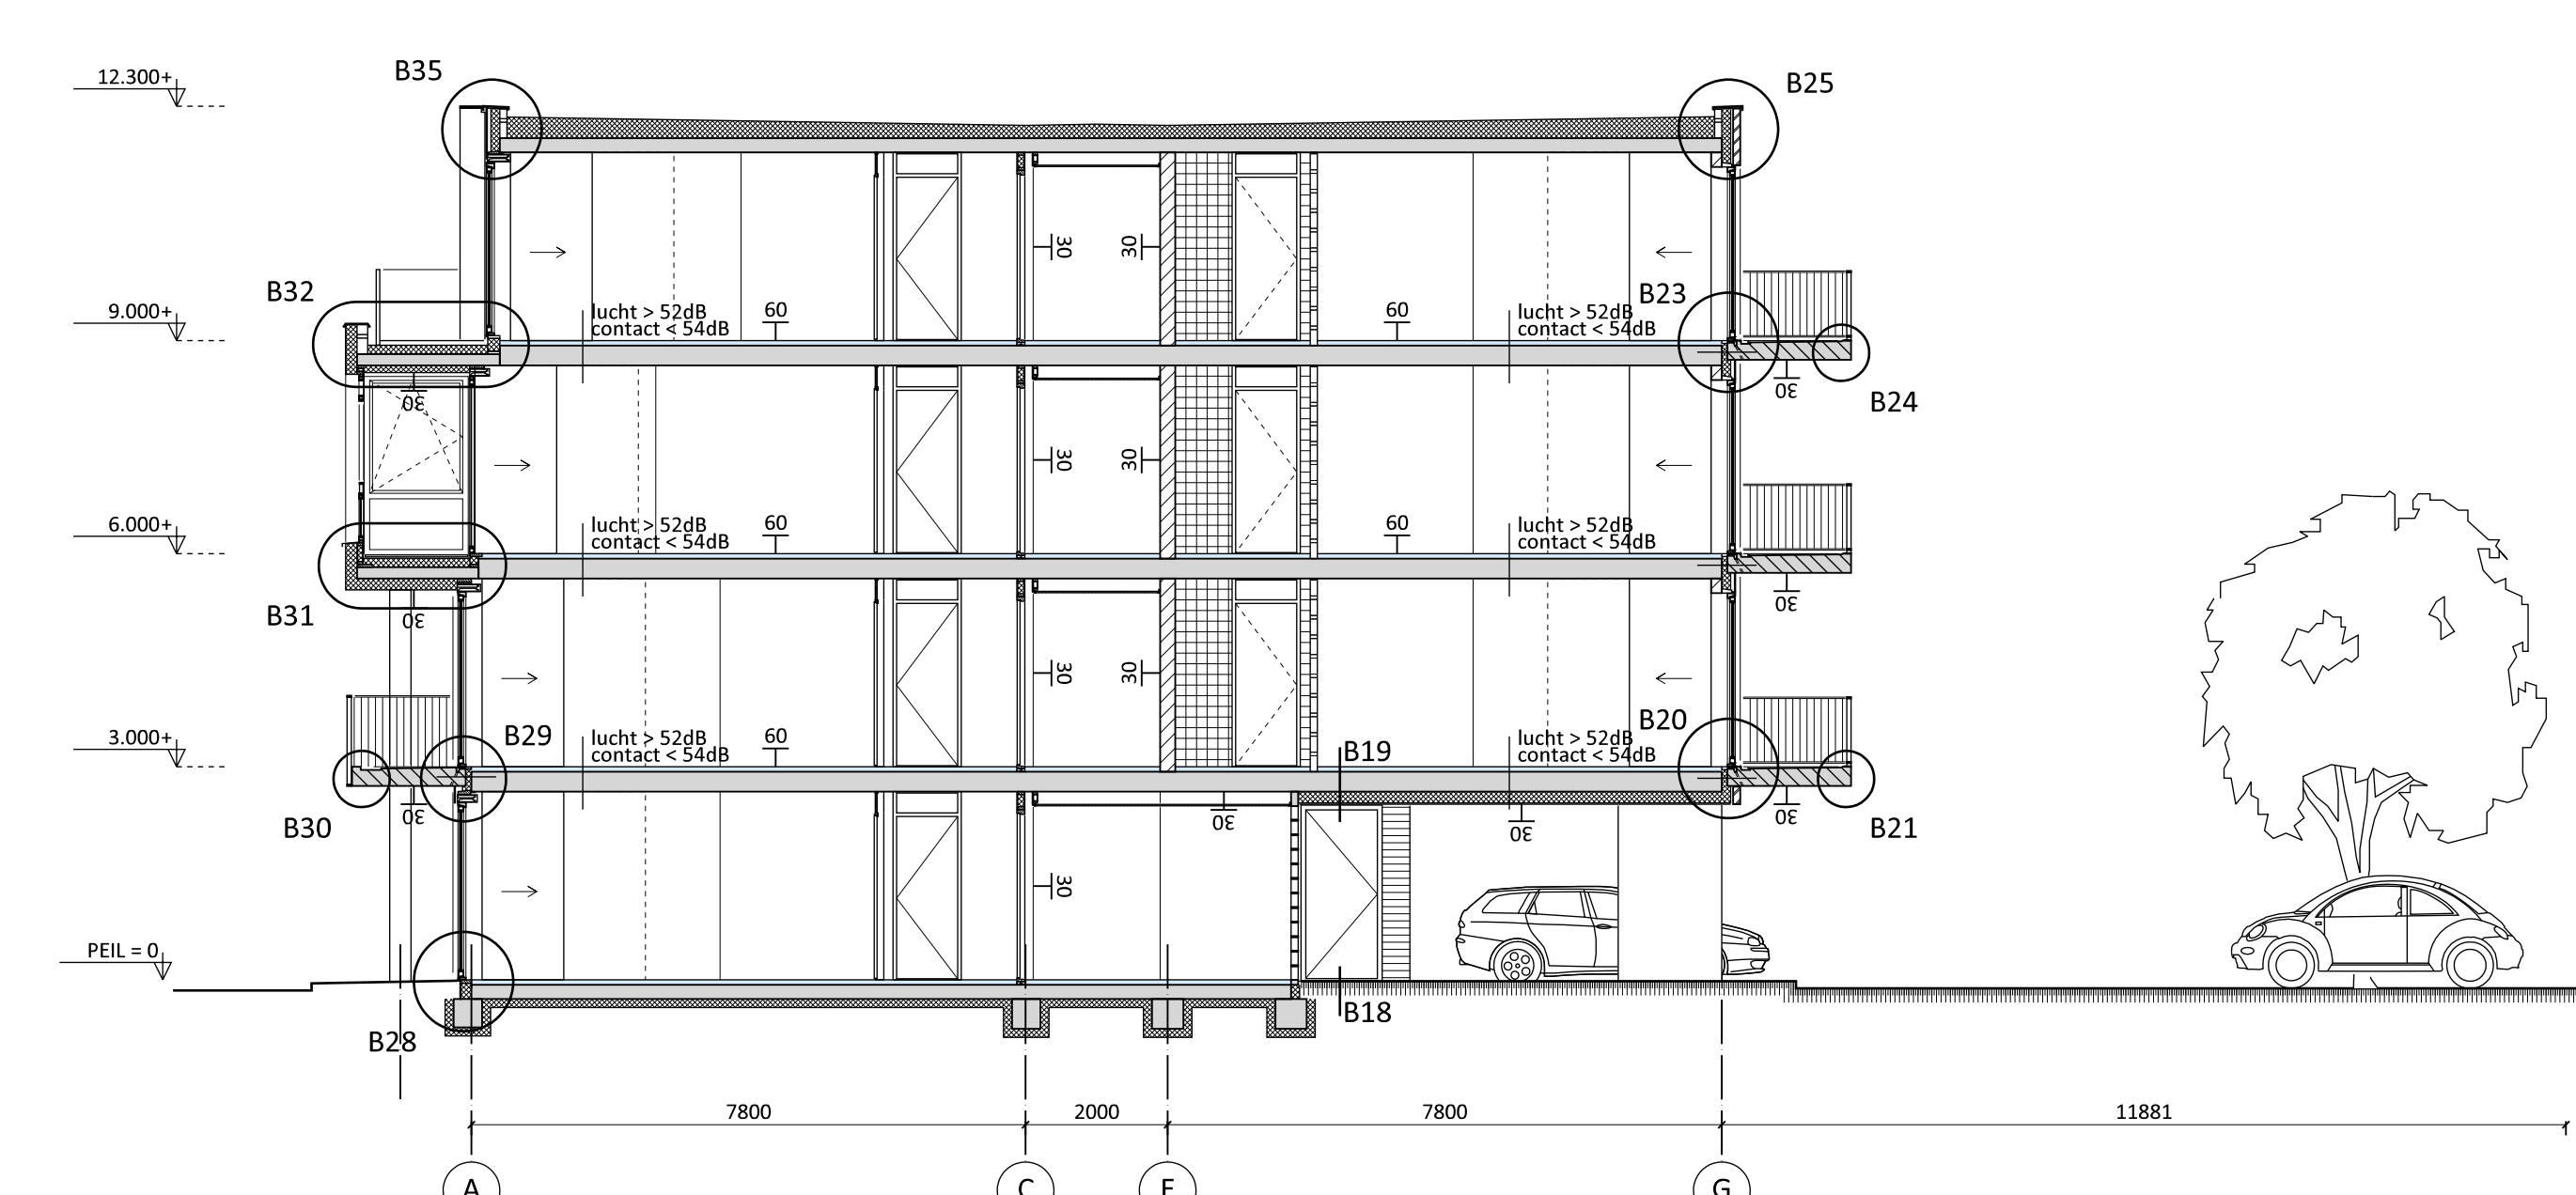 B35
B25
12.300+
30
30
B32
9.000+
lucht > 52dB
contact < 54dB
60
60
lucht > 52dB
contact < 54dB
B23
30
30
B24
30
30
6.000+
lucht > 52dB
contact < 54dB
60
60
lucht > 52dB
contact < 54dB
B31
30
30
30
30
3.000+
B29
lucht > 52dB
contact < 54dB
60
B19
lucht > 52dB
contact < 54dB
B20
B30
30
30
30
30
B21
30
PEIL = 0
B28
B18
7800
2000
7800
11881
A
C
G